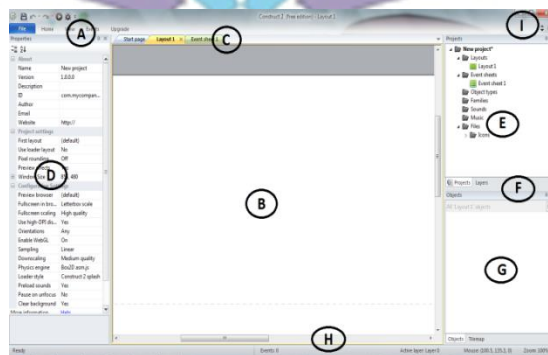 Construct 2 (Free edition) - Layout 1
I
File Home View Events Upgrade
A
C
Properties
Start page Layout 1 Event sheet 1
Projects
About
Name New project
Version 1.0.0.0
Description
ID com.mycompan...
Author
Email
Website http://
Project settings
First layout (default)
Use loader layout No
Pixel rounding Off
Preview effects Yes
Window Size 480
D
Configuration Settings
Preview browser (default)
Fullscreen in bro... Letterbox scale
Fullscreen scaling High quality
Use high-DPI dis... Yes
Orientations Any
Enable WebGL On
Sampling Linear
Downscaling Medium quality
Physics engine Box2D asm.js
Loader style Construct 2 splash
Preload sounds Yes
Pause on unfocus No
Clear background Yes
More information Help
B
New project*
Layouts
Layout 1
Event sheets
Event sheet 1
Object types
Families
Sounds
Music
Files
Icons
E
Projects Layers
F
Objects
All 'Layout 1' objects
G
Objects Tilemap
H
Ready Events: 0 Active layer: Layer 0 Mouse: Zoom: 100%